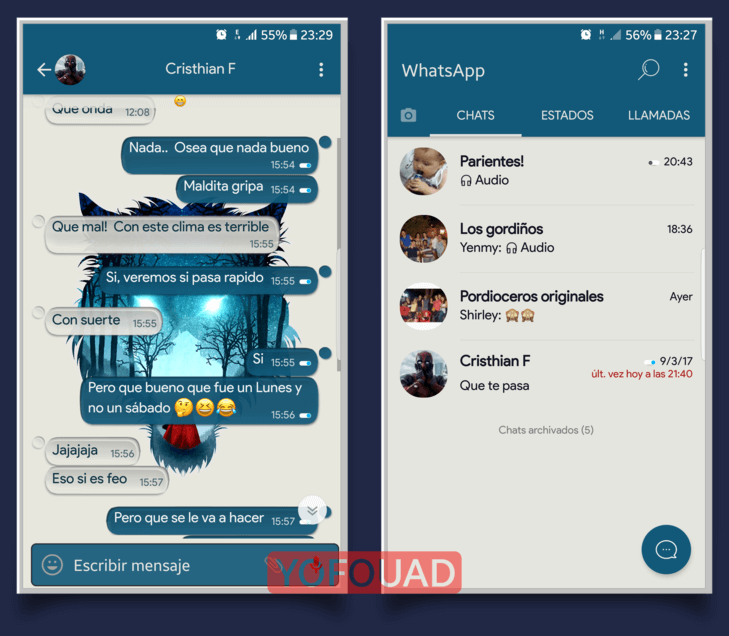 55% 23:29
Cristhian F
Que onda 12:08
Nada.. Osea que nada bueno
15:54
Maldita gripa 15:54
Que mal! Con este clima es terrible
15:55
Si, veremos si pasa rapido 15:55
Con suerte 15:55
Si 15:55
Pero que bueno que fue un Lunes y
no un sábado 🤔😆😂
15:56
Jajajaja 15:56
Eso si es feo 15:57
Pero que se le va a hacer 15:57
Escribir mensaje
56% 23:27
WhatsApp
CHATS ESTADOS LLAMADAS
Parientes! 20:43
Audio
Los gordiños 18:36
Yenmy: Audio
Pordioceros originales Ayer
Shirley: 🙈🙈
Cristhian F 9/3/17
últ. vez hoy a las 21:40
Que te pasa
Chats archivados (5)
YOFOUAD